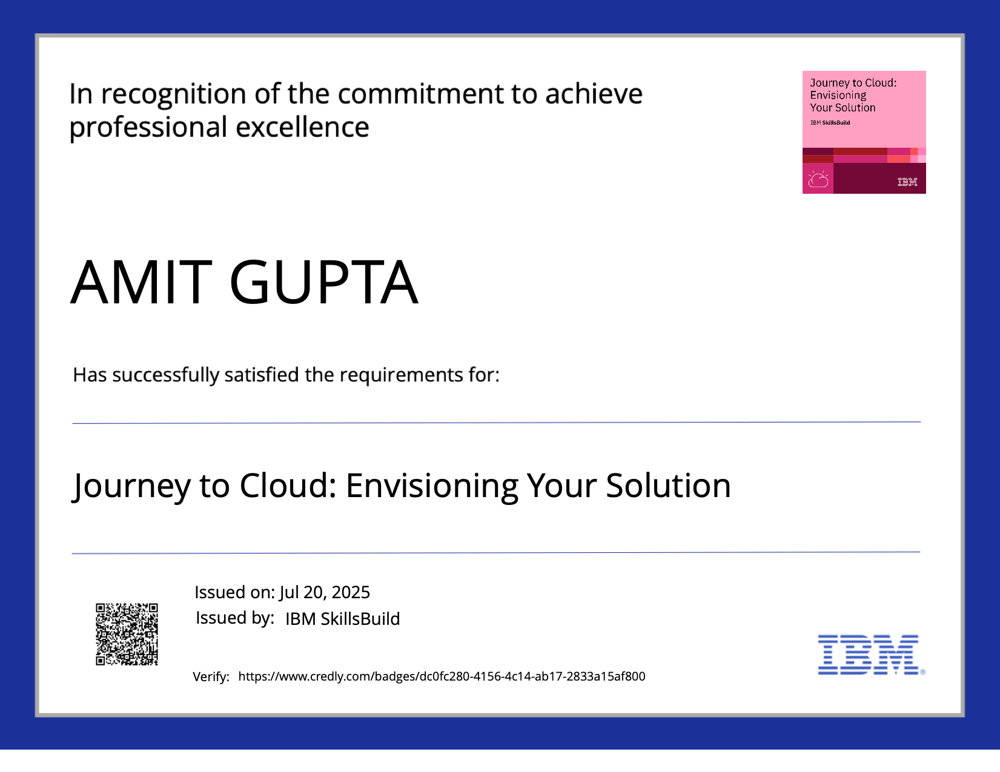 In recognition of the commitment to achieve
professional excellence
Journey to Cloud:
Envisioning
Your Solution
IBM SkillsBuild
IBM
AMIT GUPTA
Has successfully satisfied the requirements for:
Journey to Cloud: Envisioning Your Solution
Issued on: Jul 20, 2025
Issued by: IBM SkillsBuild
Verify: https://www.credly.com/badges/dc0fc280-4156-4c14-ab17-2833a15af800
IBM®